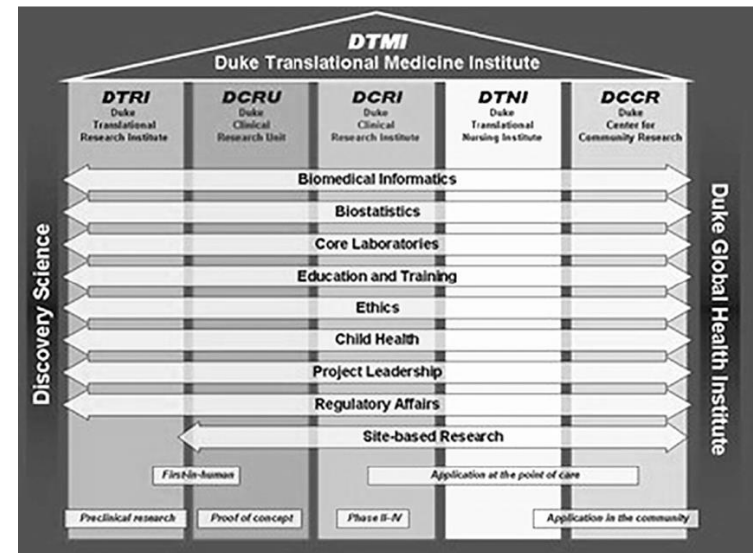 DTMI
Duke Translational Medicine Institute
DTRI
Duke
Translational
Research Institute
DCRU
Duke
Clinical
Research Unit
DCRI
Duke
Clinical
Research Institute
DTNI
Duke
Translational
Nursing Institute
DCCR
Duke
Center for
Community Research
Discovery Science
Duke Global Health Institute
Biomedical Informatics
Biostatistics
Core Laboratories
Education and Training
Ethics
Child Health
Project Leadership
Regulatory Affairs
Site-based Research
First-in-human
Application at the point of care
Preclinical research
Proof of concept
Phase II–IV
Application in the community